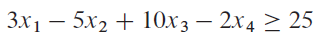 3x₁ − 5x₂ + 10x₃ − 2x₄ ≥ 25